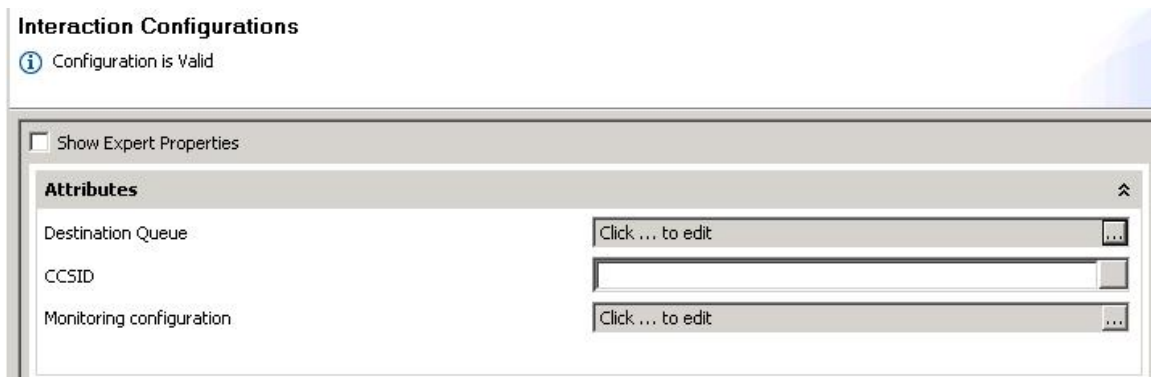 Interaction Configurations
Configuration is Valid
Show Expert Properties
Attributes
Destination Queue Click ... to edit ...
CCSID
Monitoring configuration Click ... to edit ...